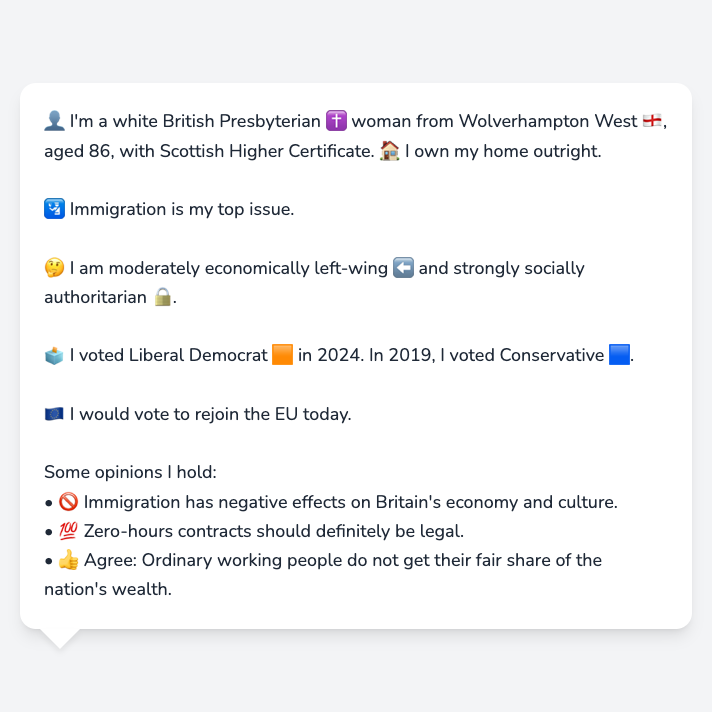 👤 I'm a white British Presbyterian ✝️ woman from Wolverhampton West 🏴󠁧󠁢󠁥󠁮󠁧󠁿,
aged 86, with Scottish Higher Certificate. 🏠 I own my home outright.
🛂 Immigration is my top issue.
🤔 I am moderately economically left-wing ⬅️ and strongly socially
authoritarian 🔒.
🗳️ I voted Liberal Democrat 🟧 in 2024. In 2019, I voted Conservative 🟦.
🇪🇺 I would vote to rejoin the EU today.
Some opinions I hold:
• 🚫 Immigration has negative effects on Britain's economy and culture.
• 💯 Zero-hours contracts should definitely be legal.
• 👍 Agree: Ordinary working people do not get their fair share of the
nation's wealth.